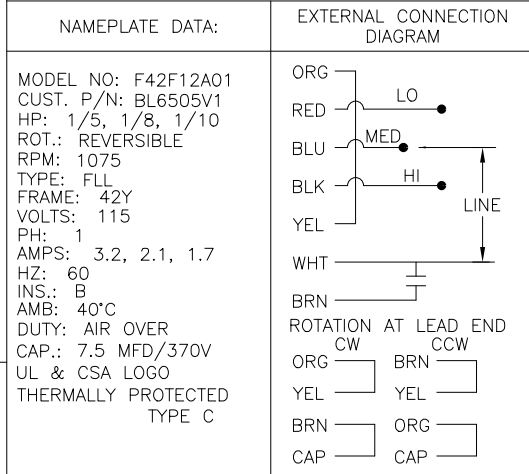 NAMEPLATE DATA:
MODEL NO: F42F12A01
CUST. P/N: BL6505V1
HP: 1/5, 1/8, 1/10
ROT.: REVERSIBLE
RPM: 1075
TYPE: FLL
FRAME: 42Y
VOLTS: 115
PH: 1
AMPS: 3.2, 2.1, 1.7
HZ: 60
INS.: B
AMB: 40°C
DUTY: AIR OVER
CAP.: 7.5 MFD/370V
UL & CSA LOGO
THERMALLY PROTECTED
TYPE C
EXTERNAL CONNECTION
DIAGRAM
ORG
RED LO
BLU MED
BLK HI
LINE
YEL
WHT
BRN
ROTATION AT LEAD END
CW CCW
ORG BRN
YEL YEL
BRN ORG
CAP CAP